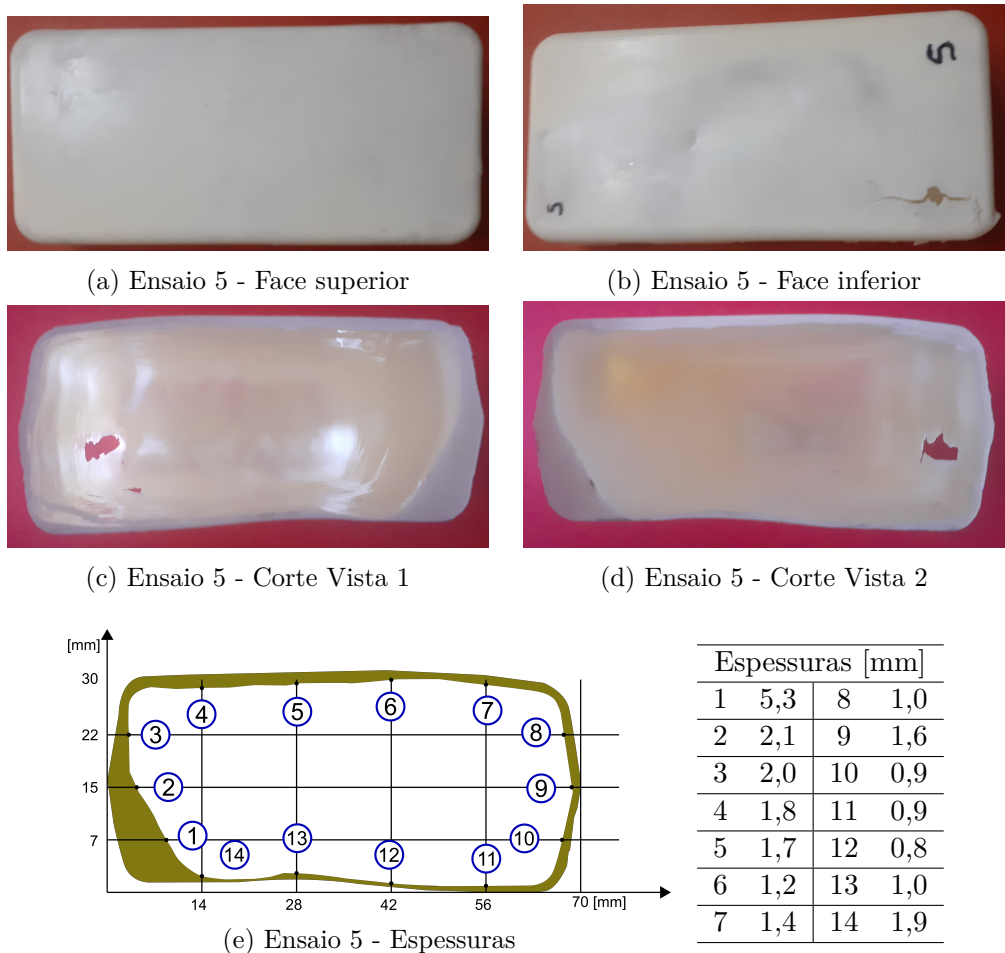 5
5
(a) Ensaio 5 - Face superior
(b) Ensaio 5 - Face inferior
(c) Ensaio 5 - Corte Vista 1
(d) Ensaio 5 - Corte Vista 2
[mm]
30
22
15
7
1
2
3
4
5
6
7
8
9
10
11
12
13
14
14
28
42
56
70 [mm]
(e) Ensaio 5 - Espessuras
Espessuras [mm]
1 5,3 8 1,0
2 2,1 9 1,6
3 2,0 10 0,9
4 1,8 11 0,9
5 1,7 12 0,8
6 1,2 13 1,0
7 1,4 14 1,9